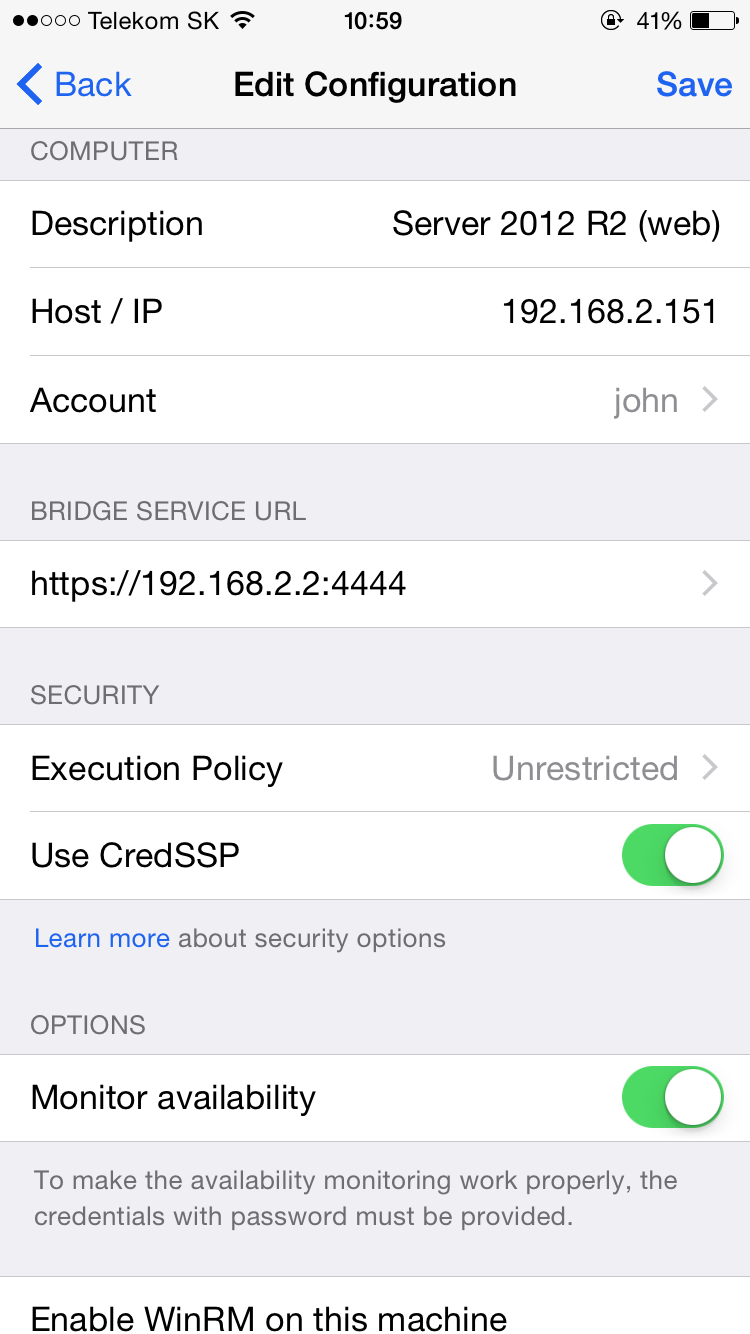 Telekom SK 10:59 41%
Back Edit Configuration Save
COMPUTER
Description Server 2012 R2 (web)
Host / IP 192.168.2.151
Account john
BRIDGE SERVICE URL
https://192.168.2.2:4444
SECURITY
Execution Policy Unrestricted
Use CredSSP
Learn more about security options
OPTIONS
Monitor availability
To make the availability monitoring work properly, the
credentials with password must be provided.
Enable WinRM on this machine